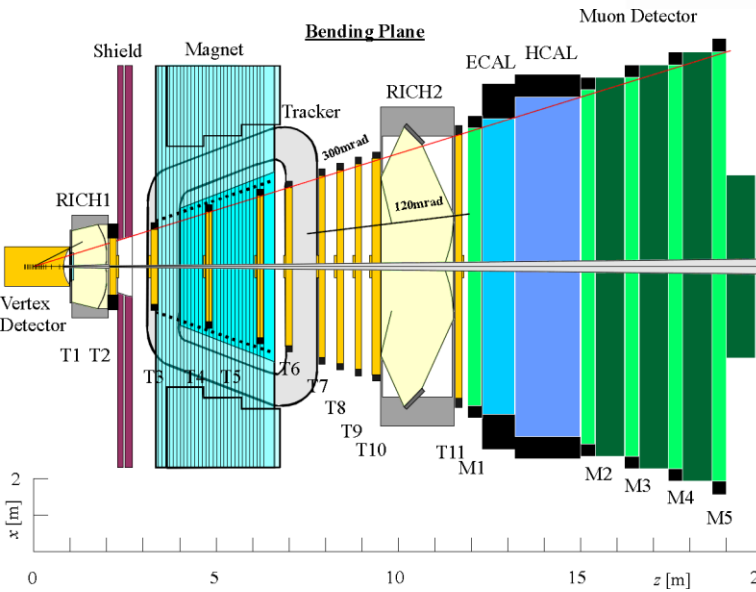 Bending Plane
Muon Detector
Shield
Magnet
ECAL
HCAL
RICH2
Tracker
300mrad
RICH1
120mrad
Vertex
Detector
T1
T2
T3
T4
T5
T6
T7
T8
T9
T10
T11
M1
M2
M3
M4
M5
2
x [m]
0
5
10
15
z [m]
2